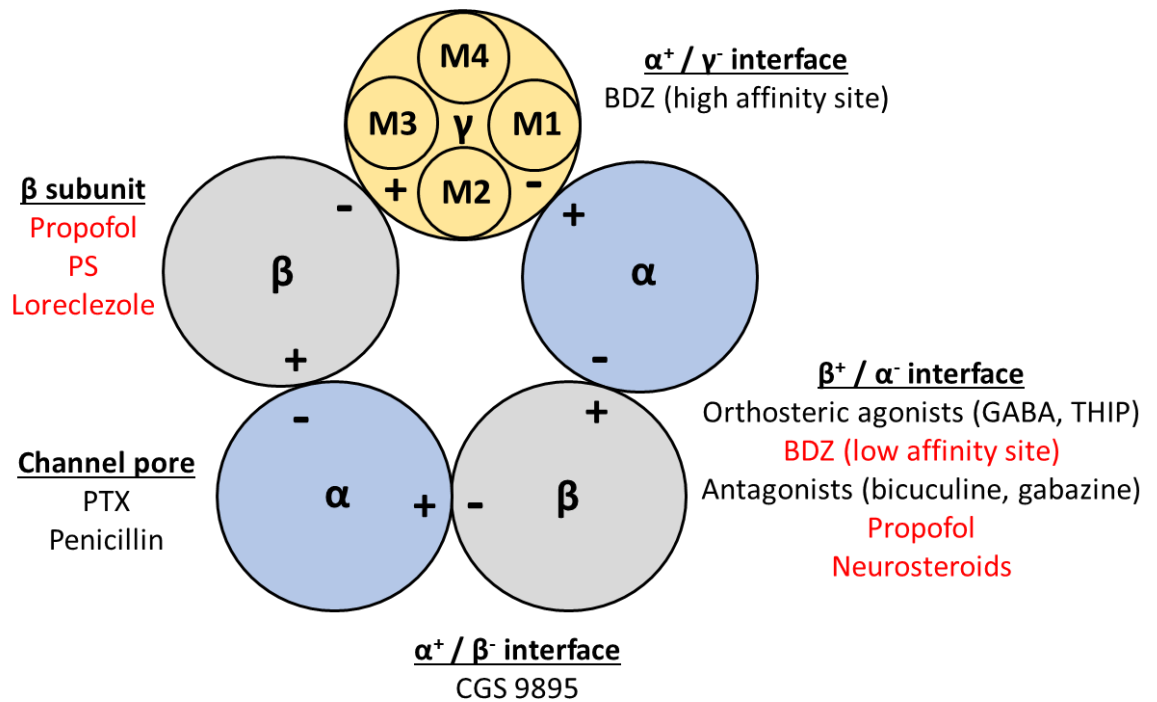 M4
M3 γ M1
+ M2 -
α⁺ / γ⁻ interface
BDZ (high affinity site)
β subunit
Propofol
PS
Loreclezole
-
β
+
+
α
-
β⁺ / α⁻ interface
Orthosteric agonists (GABA, THIP)
BDZ (low affinity site)
Antagonists (bicuculine, gabazine)
Propofol
Neurosteroids
Channel pore
PTX
Penicillin
-
α +
+
- β
α⁺ / β⁻ interface
CGS 9895